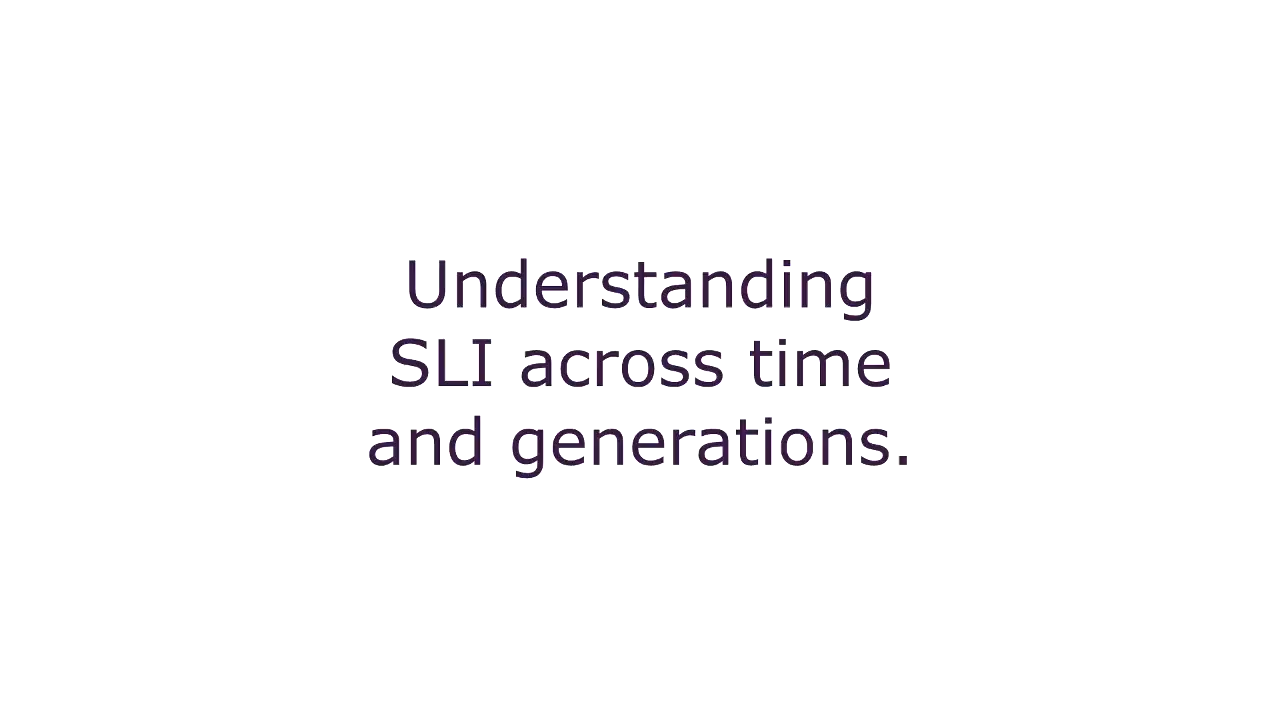 Understanding
SLI across time
and generations.